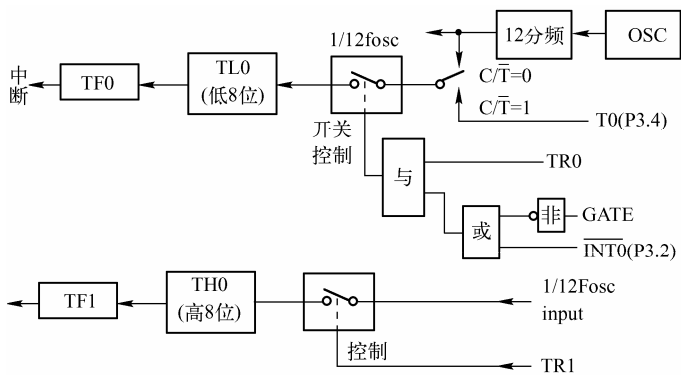 1/12fosc
12分频
OSC
中断
TF0
TL0
(低8位)
C/T̅=0
C/T̅=1
T0(P3.4)
开关
控制
与
TR0
或
非
GATE
I̅N̅T̅0̅(P3.2)
TF1
TH0
(高8位)
1/12Fosc
input
控制
TR1